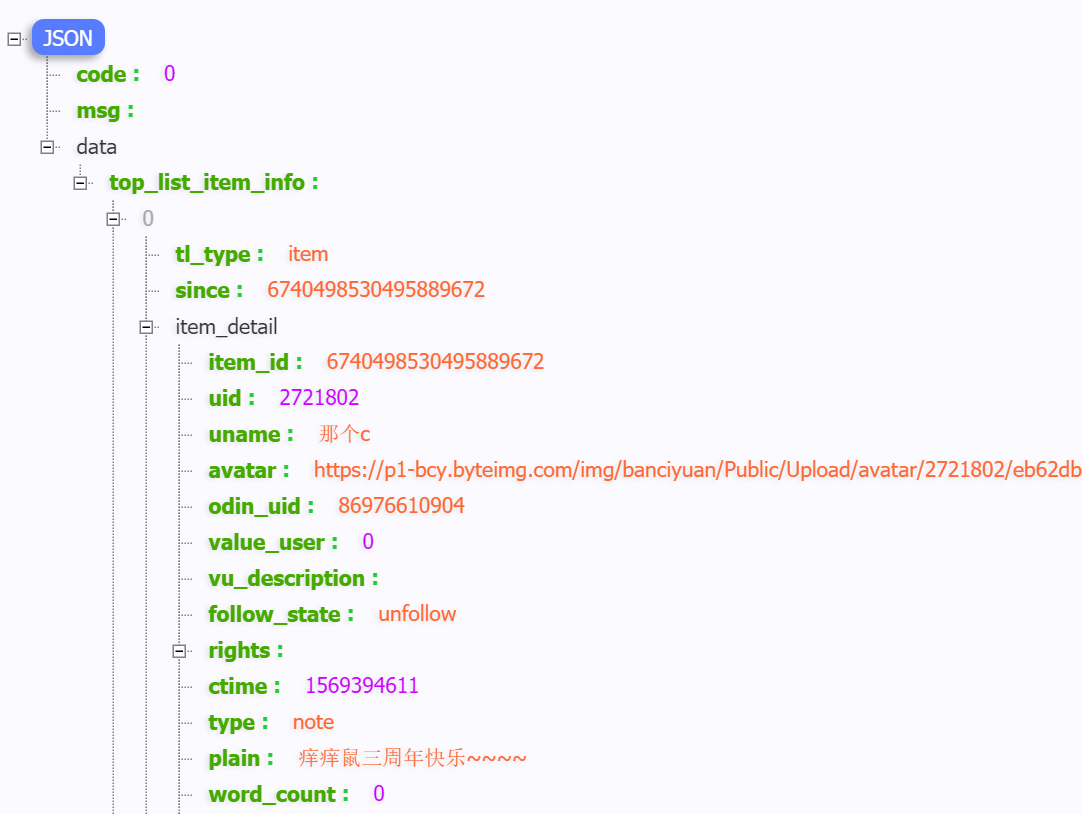 JSON
code : 0
msg :
data
top_list_item_info :
0
tl_type : item
since : 6740498530495889672
item_detail
item_id : 6740498530495889672
uid : 2721802
uname : 那个c
avatar : https://p1-bcy.byteimg.com/img/banciyuan/Public/Upload/avatar/2721802/eb62db
odin_uid : 86976610904
value_user : 0
vu_description :
follow_state : unfollow
rights :
ctime : 1569394611
type : note
plain : 痒痒鼠三周年快乐~~~~
word_count : 0